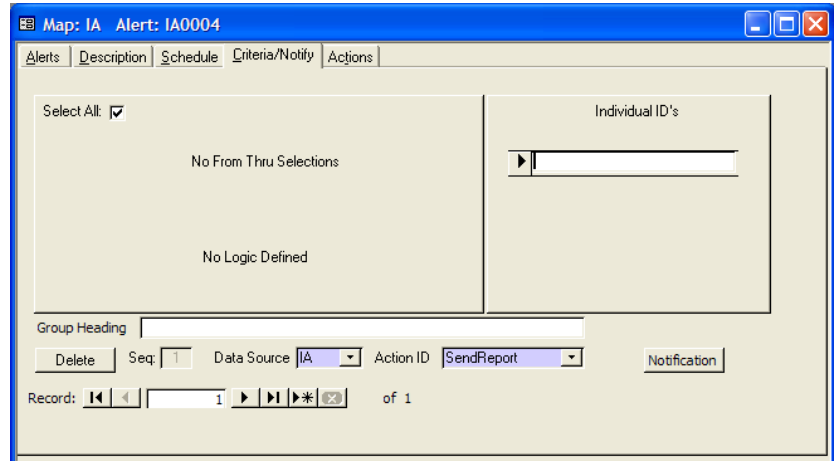 Map: IA Alert: IA0004
Alerts Description Schedule Criteria/Notify Actions
Select All:
Individual ID's
No From Thru Selections
No Logic Defined
Group Heading
Delete Seq: 1 Data Source IA Action ID SendReport Notification
Record: 1 of 1